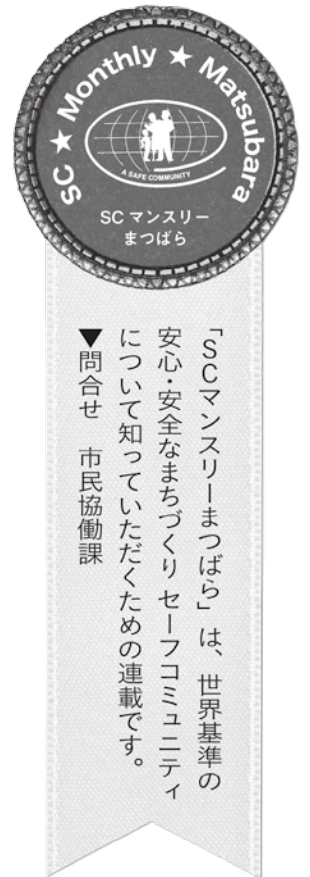 SC ★ Monthly ★ Matsubara
A SAFE COMMUNITY
SC マンスリー
まつばら
「SCマンスリーまつばら」は、世界基準の
安心・安全なまちづくり セーフコミュニティ
について知っていただくための連載です。
▼問合せ 市民協働課